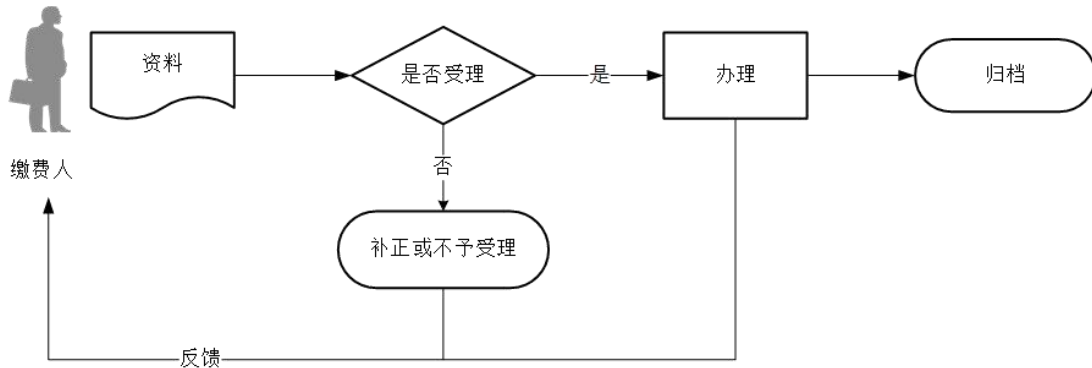 资料
是否受理
是
办理
归档
缴费人
否
补正或不予受理
反馈